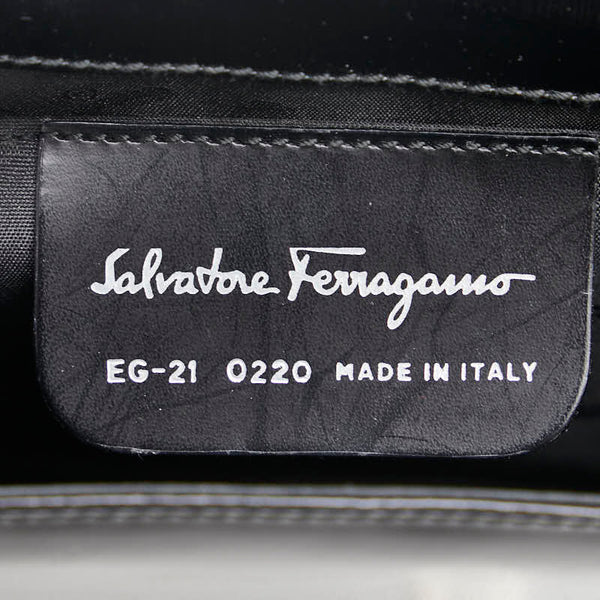 Salvatore Ferragamo
EG-21 0220 MADE IN ITALY